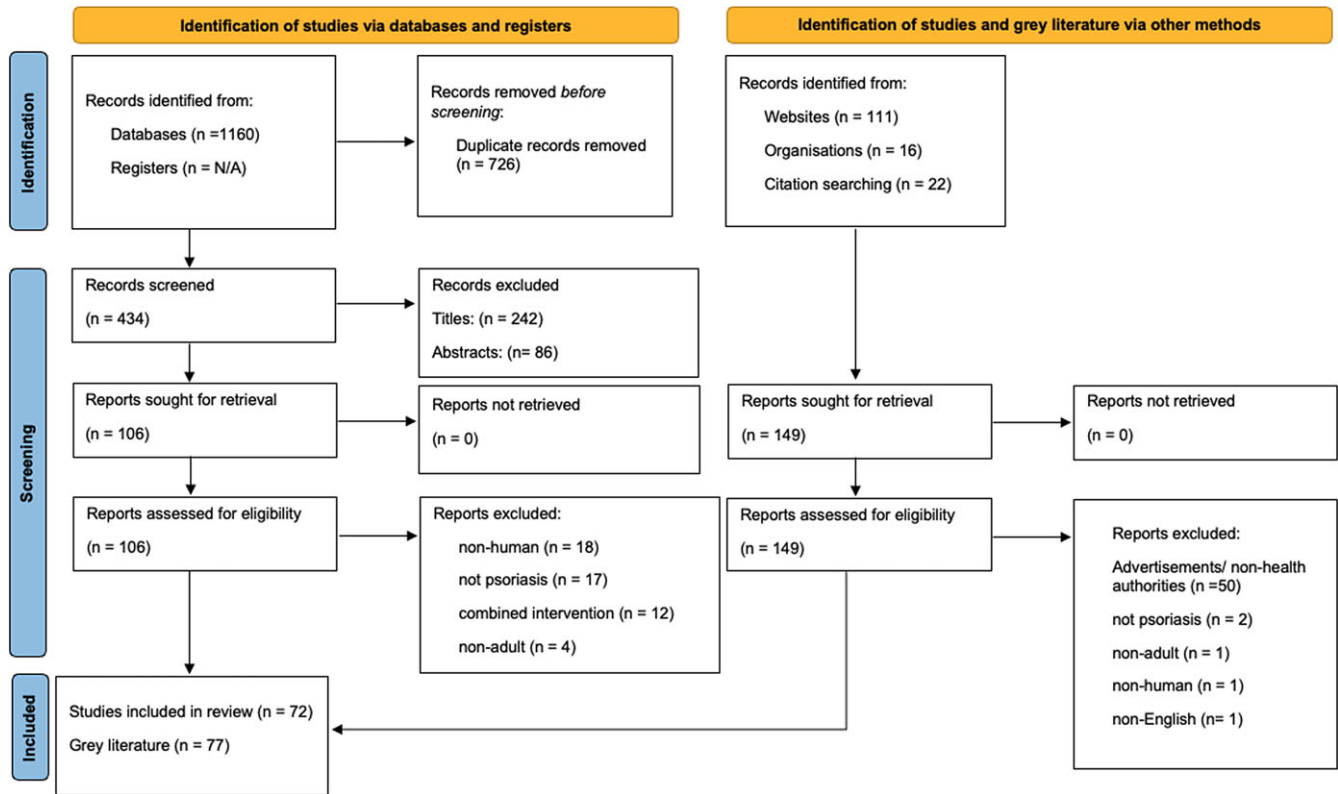 Identification of studies via databases and registers
Identification of studies and grey literature via other methods
Identification
Records identified from:
Databases (n =1160)
Registers (n = N/A)
Records removed before
screening:
Duplicate records removed
(n = 726)
Records identified from:
Websites (n = 111)
Organisations (n = 16)
Citation searching (n = 22)
Screening
Records screened
(n = 434)
Records excluded
Titles: (n = 242)
Abstracts: (n= 86)
Reports sought for retrieval
(n = 106)
Reports not retrieved
(n = 0)
Reports sought for retrieval
(n = 149)
Reports not retrieved
(n = 0)
Reports assessed for eligibility
(n = 106)
Reports excluded:
non-human (n = 18)
not psoriasis (n = 17)
combined intervention (n = 12)
non-adult (n = 4)
Reports assessed for eligibility
(n = 149)
Reports excluded:
Advertisements/ non-health
authorities (n =50)
not psoriasis (n = 2)
non-adult (n = 1)
non-human (n = 1)
non-English (n= 1)
Included
Studies included in review (n = 72)
Grey literature (n = 77)